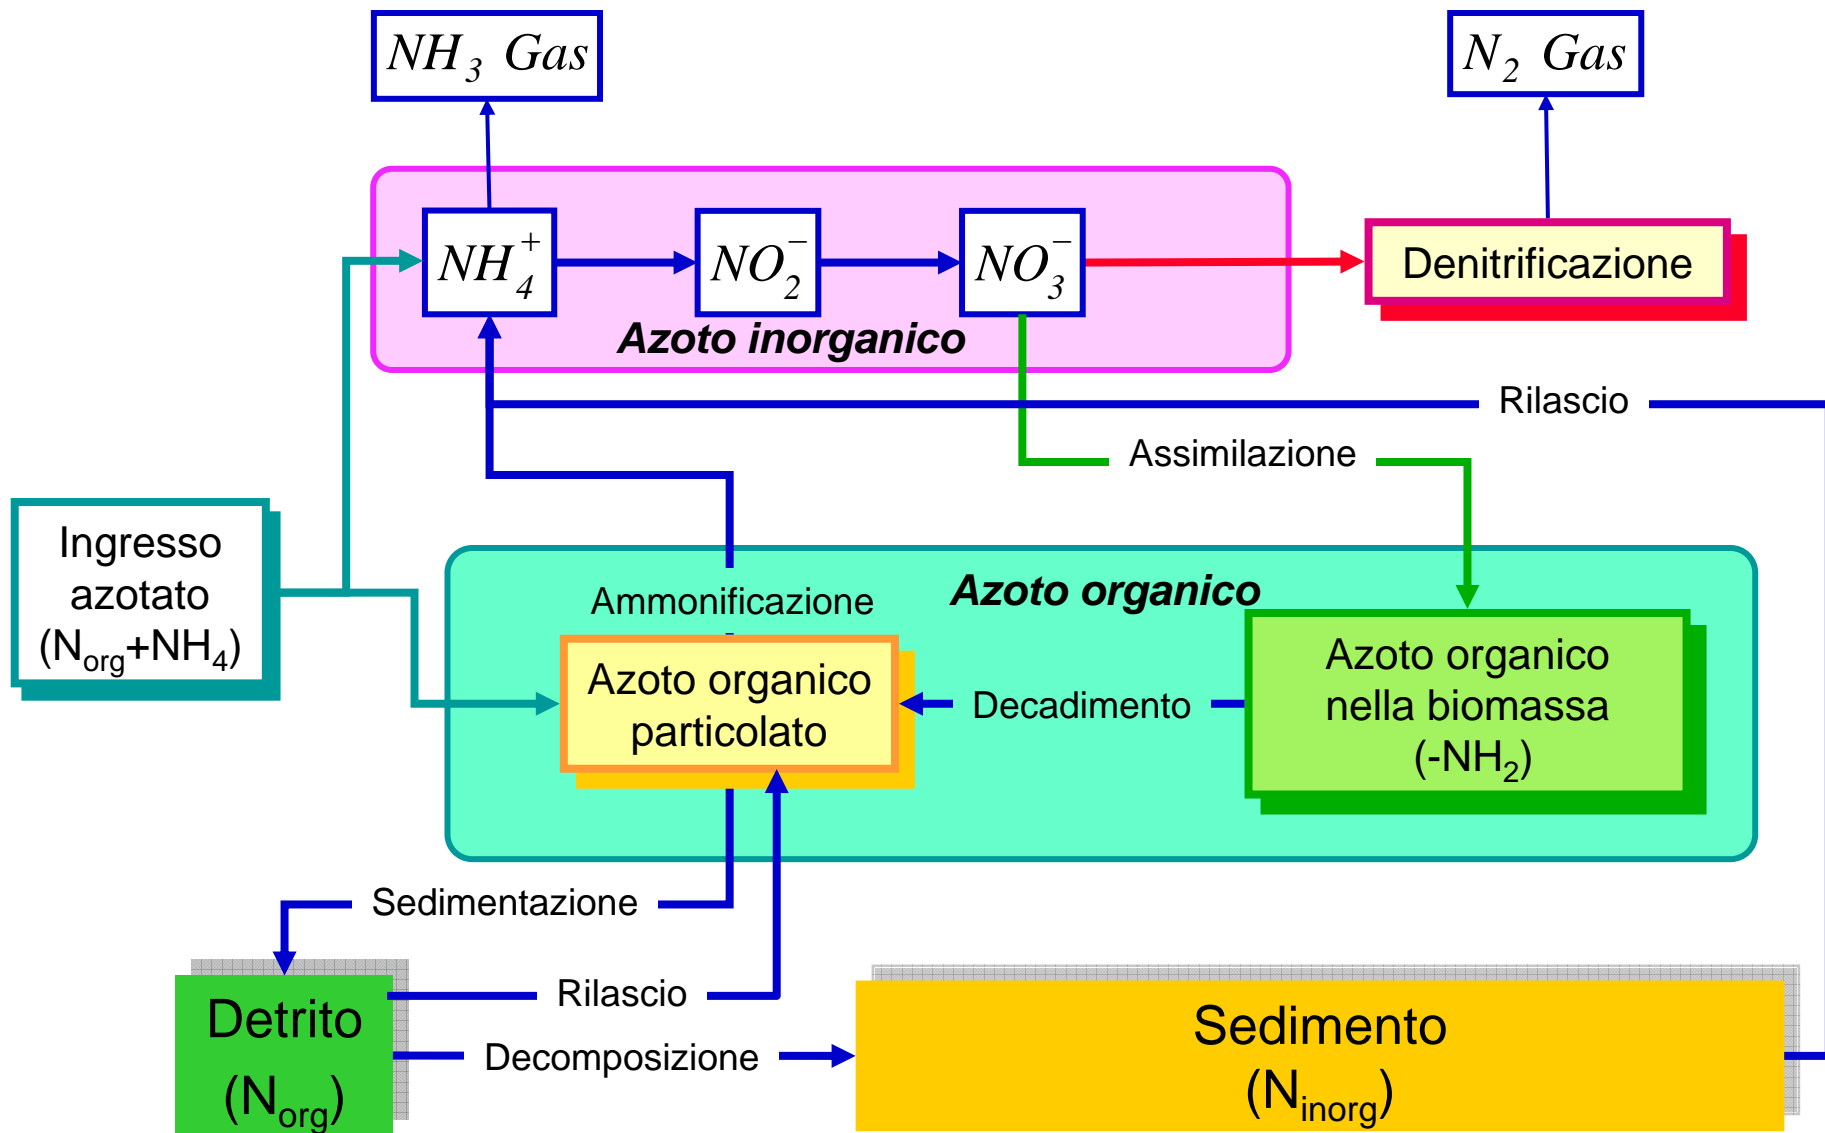 NH₃ Gas
N₂ Gas
NH₄⁺
NO₂⁻
NO₃⁻
Denitrificazione
Azoto inorganico
Rilascio
Assimilazione
Ingresso
azotato
(Norg+NH₄)
Ammonificazione
Azoto organico
Azoto organico
particolato
Decadimento
Azoto organico
nella biomassa
(-NH₂)
Sedimentazione
Rilascio
Decomposizione
Detrito
(Norg)
Sedimento
(Ninorg)